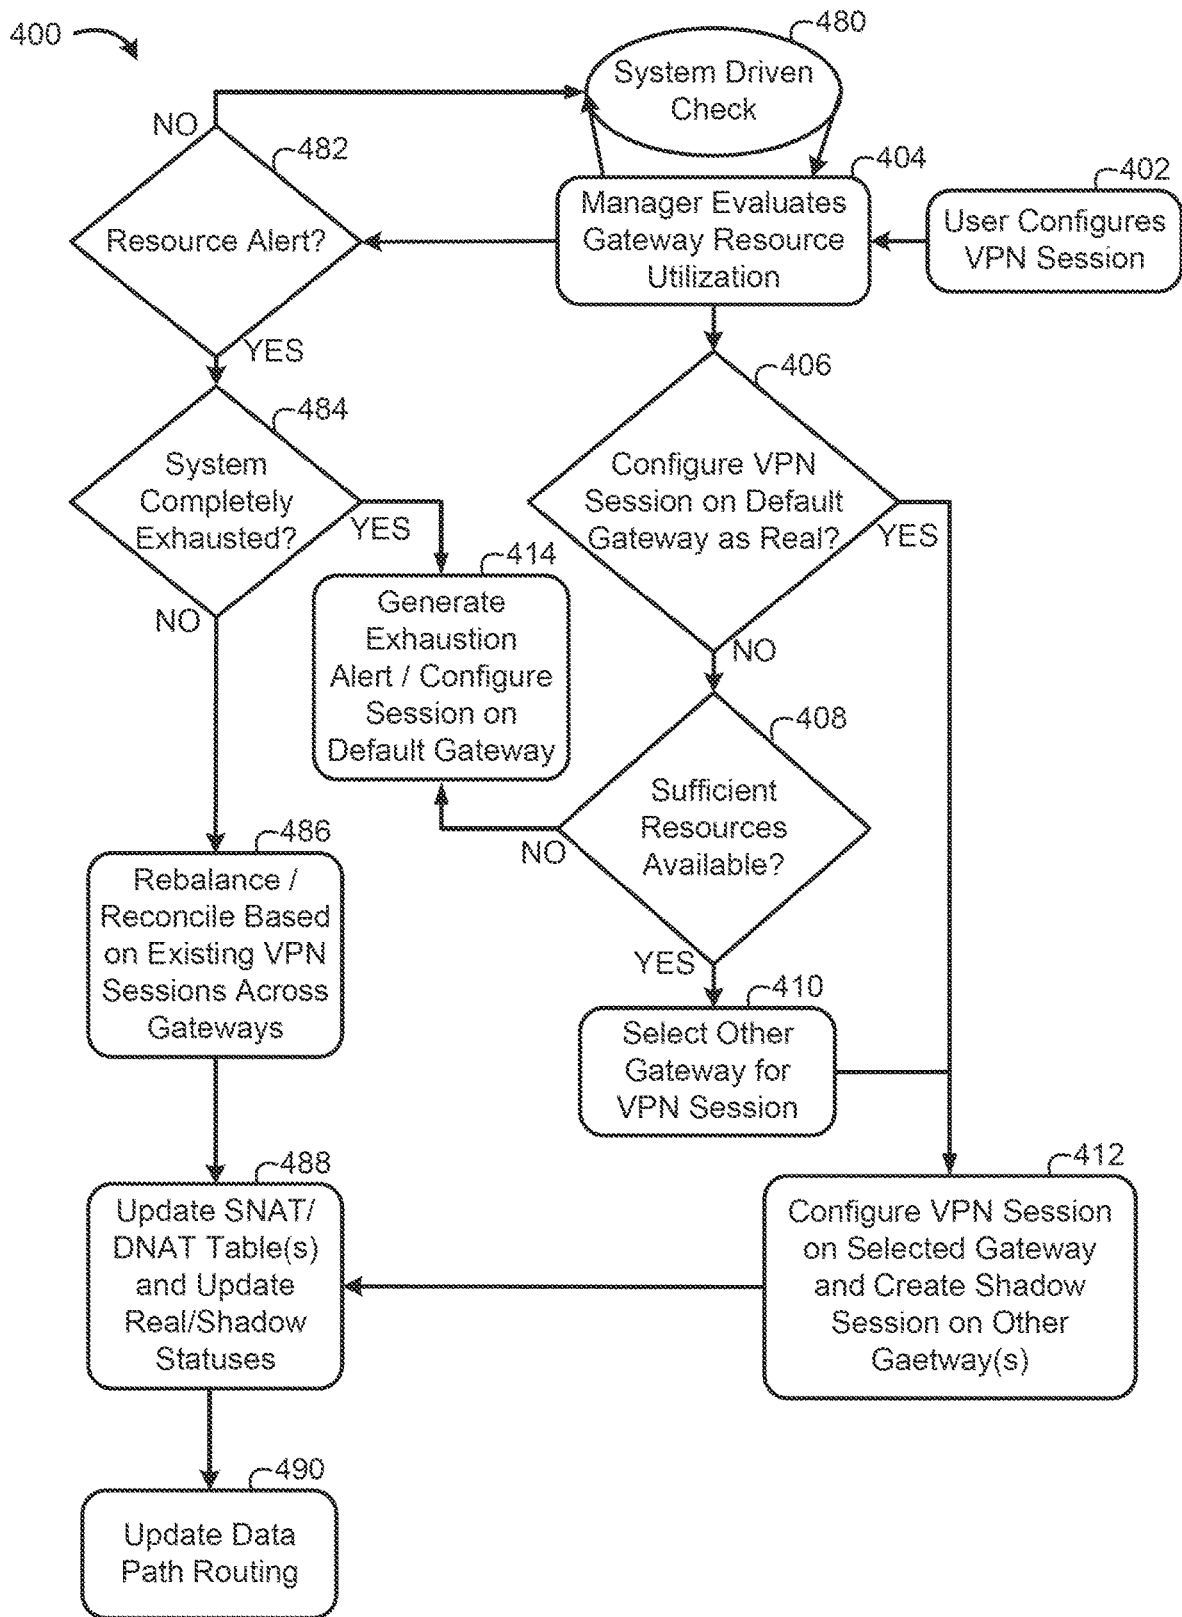 400
480
System Driven
Check
NO
482
Resource Alert?
404
Manager Evaluates
Gateway Resource
Utilization
402
User Configures
VPN Session
YES
484
System
Completely
Exhausted?
YES
NO
406
Configure VPN
Session on Default
Gateway as Real?
YES
NO
414
Generate
Exhaustion
Alert / Configure
Session on
Default Gateway
408
Sufficient
Resources
Available?
NO
YES
486
Rebalance /
Reconcile Based
on Existing VPN
Sessions Across
Gateways
410
Select Other
Gateway for
VPN Session
488
Update SNAT/
DNAT Table(s)
and Update
Real/Shadow
Statuses
412
Configure VPN Session
on Selected Gateway
and Create Shadow
Session on Other
Gaetway(s)
490
Update Data
Path Routing